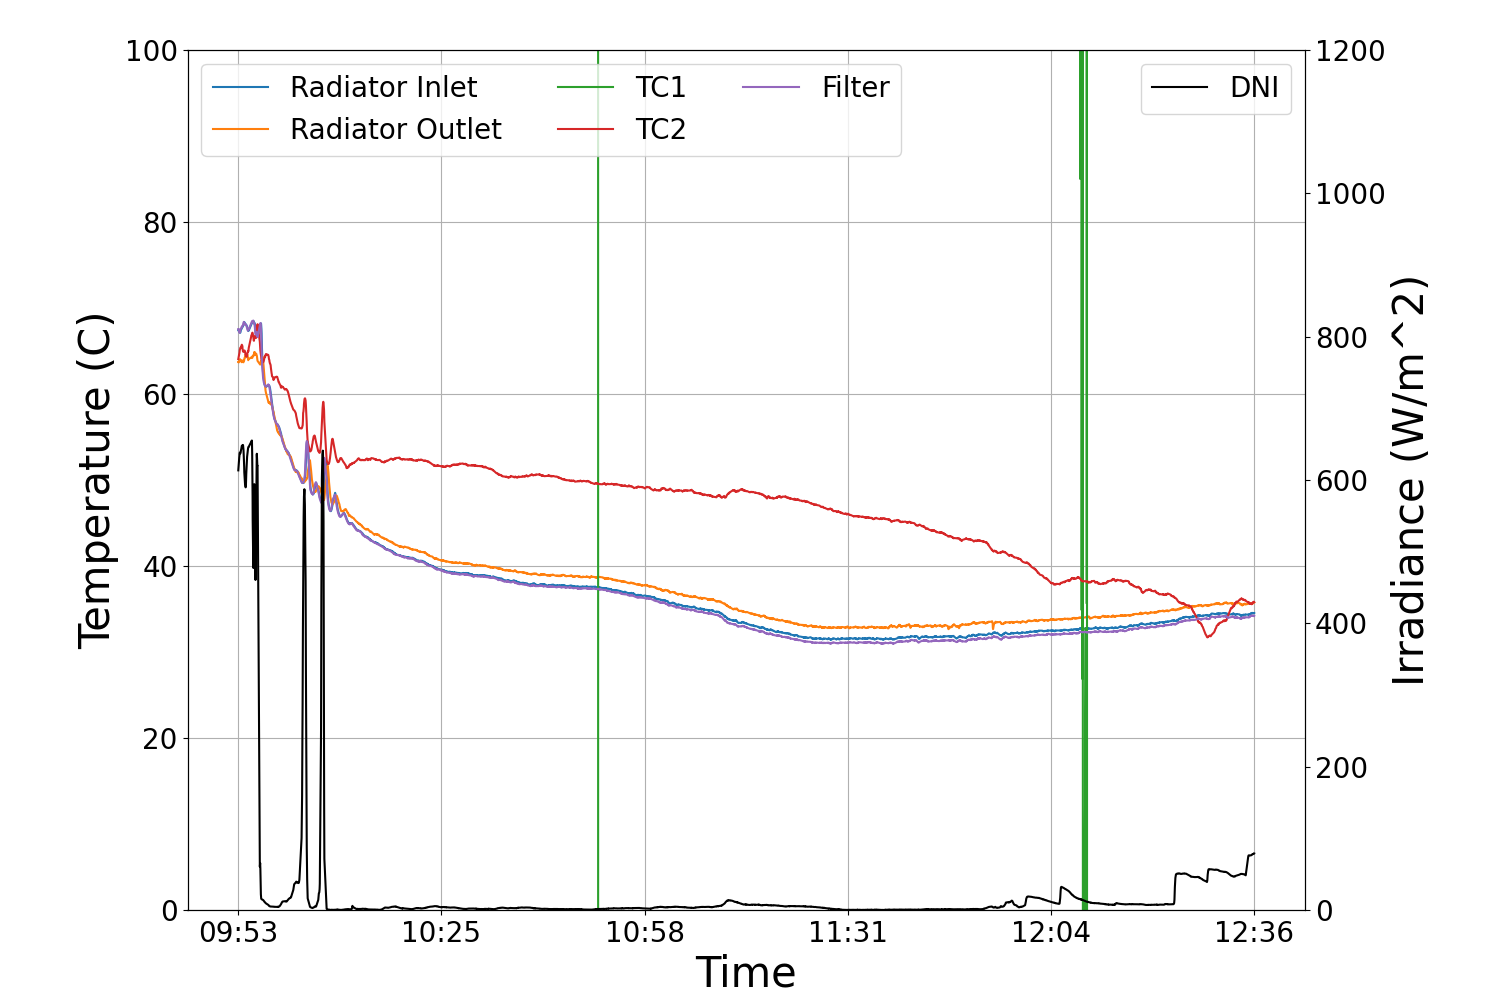 Radiator Inlet
Radiator Outlet
TC1
TC2
Filter
DNI
Temperature (C)
100
80
60
40
20
0
Irradiance (W/m^2)
1200
1000
800
600
400
200
0
09:53 10:25 10:58 11:31 12:04 12:36
Time